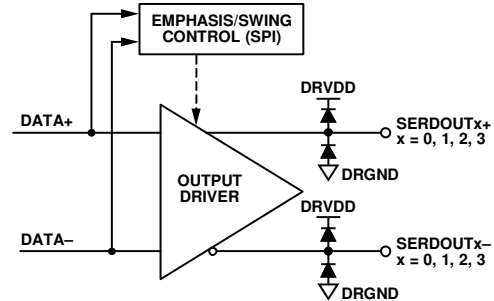 EMPHASIS/SWING
CONTROL (SPI)
DRVDD
DATA+
SERDOUTx+
x = 0, 1, 2, 3
DRGND
OUTPUT
DRIVER
DRVDD
DATA–
SERDOUTx–
x = 0, 1, 2, 3
DRGND